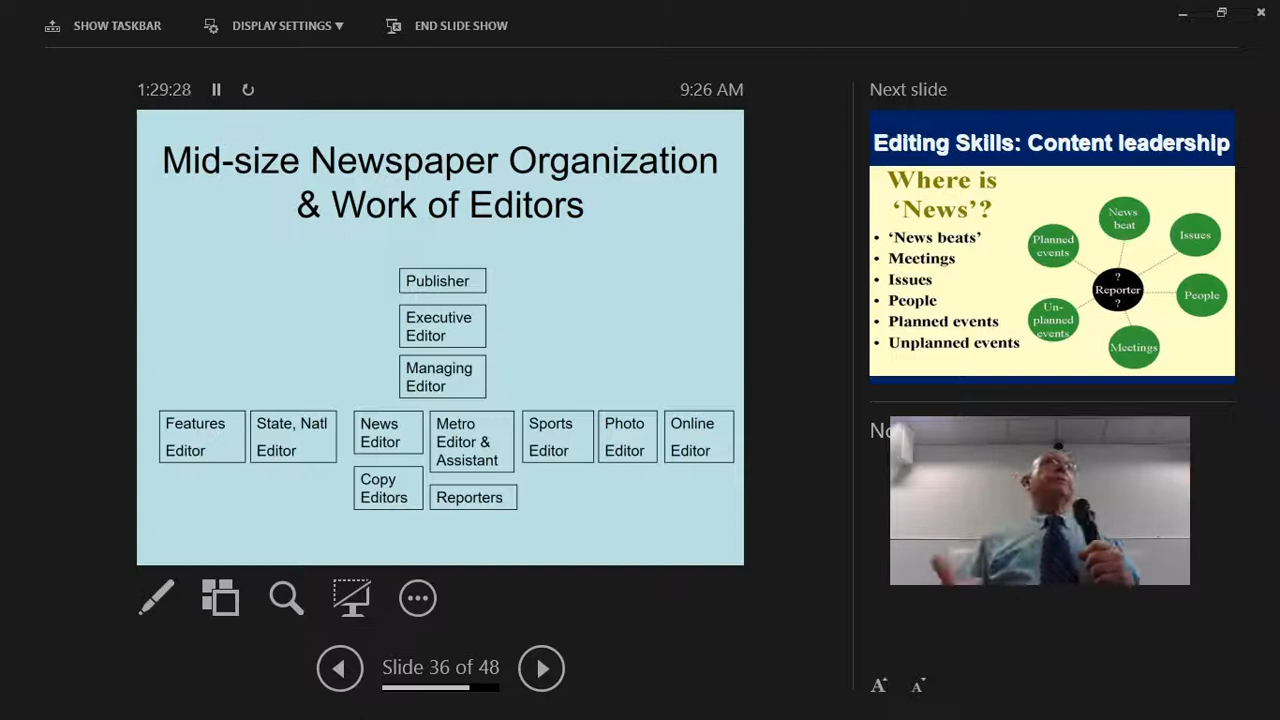 SHOW TASKBAR
DISPLAY SETTINGS ▼
END SLIDE SHOW
1:29:28
9:26 AM
Mid-size Newspaper Organization
& Work of Editors
Publisher
Executive
Editor
Managing
Editor
Features
Editor
State, Natl
Editor
News
Editor
Metro
Editor &
Assistant
Sports
Editor
Photo
Editor
Online
Editor
Copy
Editors
Reporters
Slide 36 of 48
Next slide
Editing Skills: Content leadership
Where is
‘News’?
• ‘News beats’
• Meetings
• Issues
• People
• Planned events
• Unplanned events
News
beat
Planned
events
Issues
?
Reporter
?
People
Un-
planned
events
Meetings
A
A